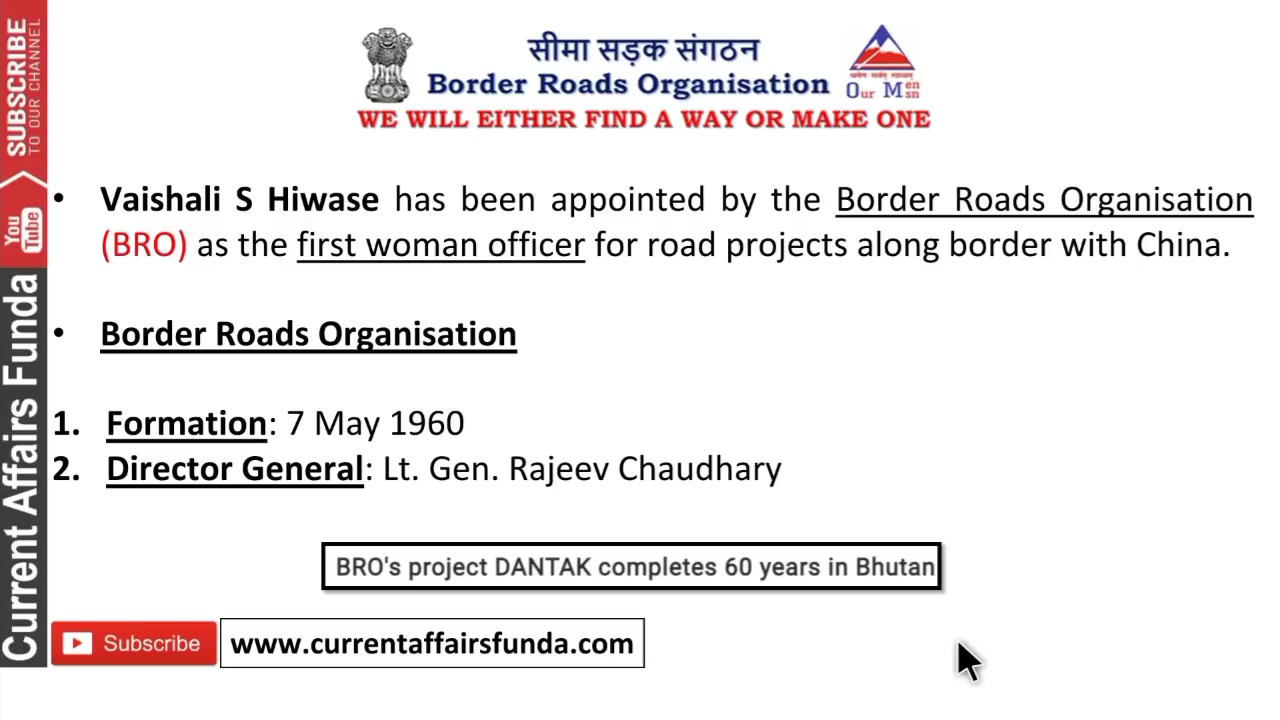 SUBSCRIBE
TO OUR CHANNEL
You
Tube
Current Affairs Funda
सीमा सड़क संगठन
Border Roads Organisation
Our Men
Msn
WE WILL EITHER FIND A WAY OR MAKE ONE
• Vaishali S Hiwase has been appointed by the Border Roads Organisation
(BRO) as the first woman officer for road projects along border with China.
• Border Roads Organisation
1. Formation: 7 May 1960
2. Director General: Lt. Gen. Rajeev Chaudhary
BRO's project DANTAK completes 60 years in Bhutan
Subscribe
www.currentaffairsfunda.com